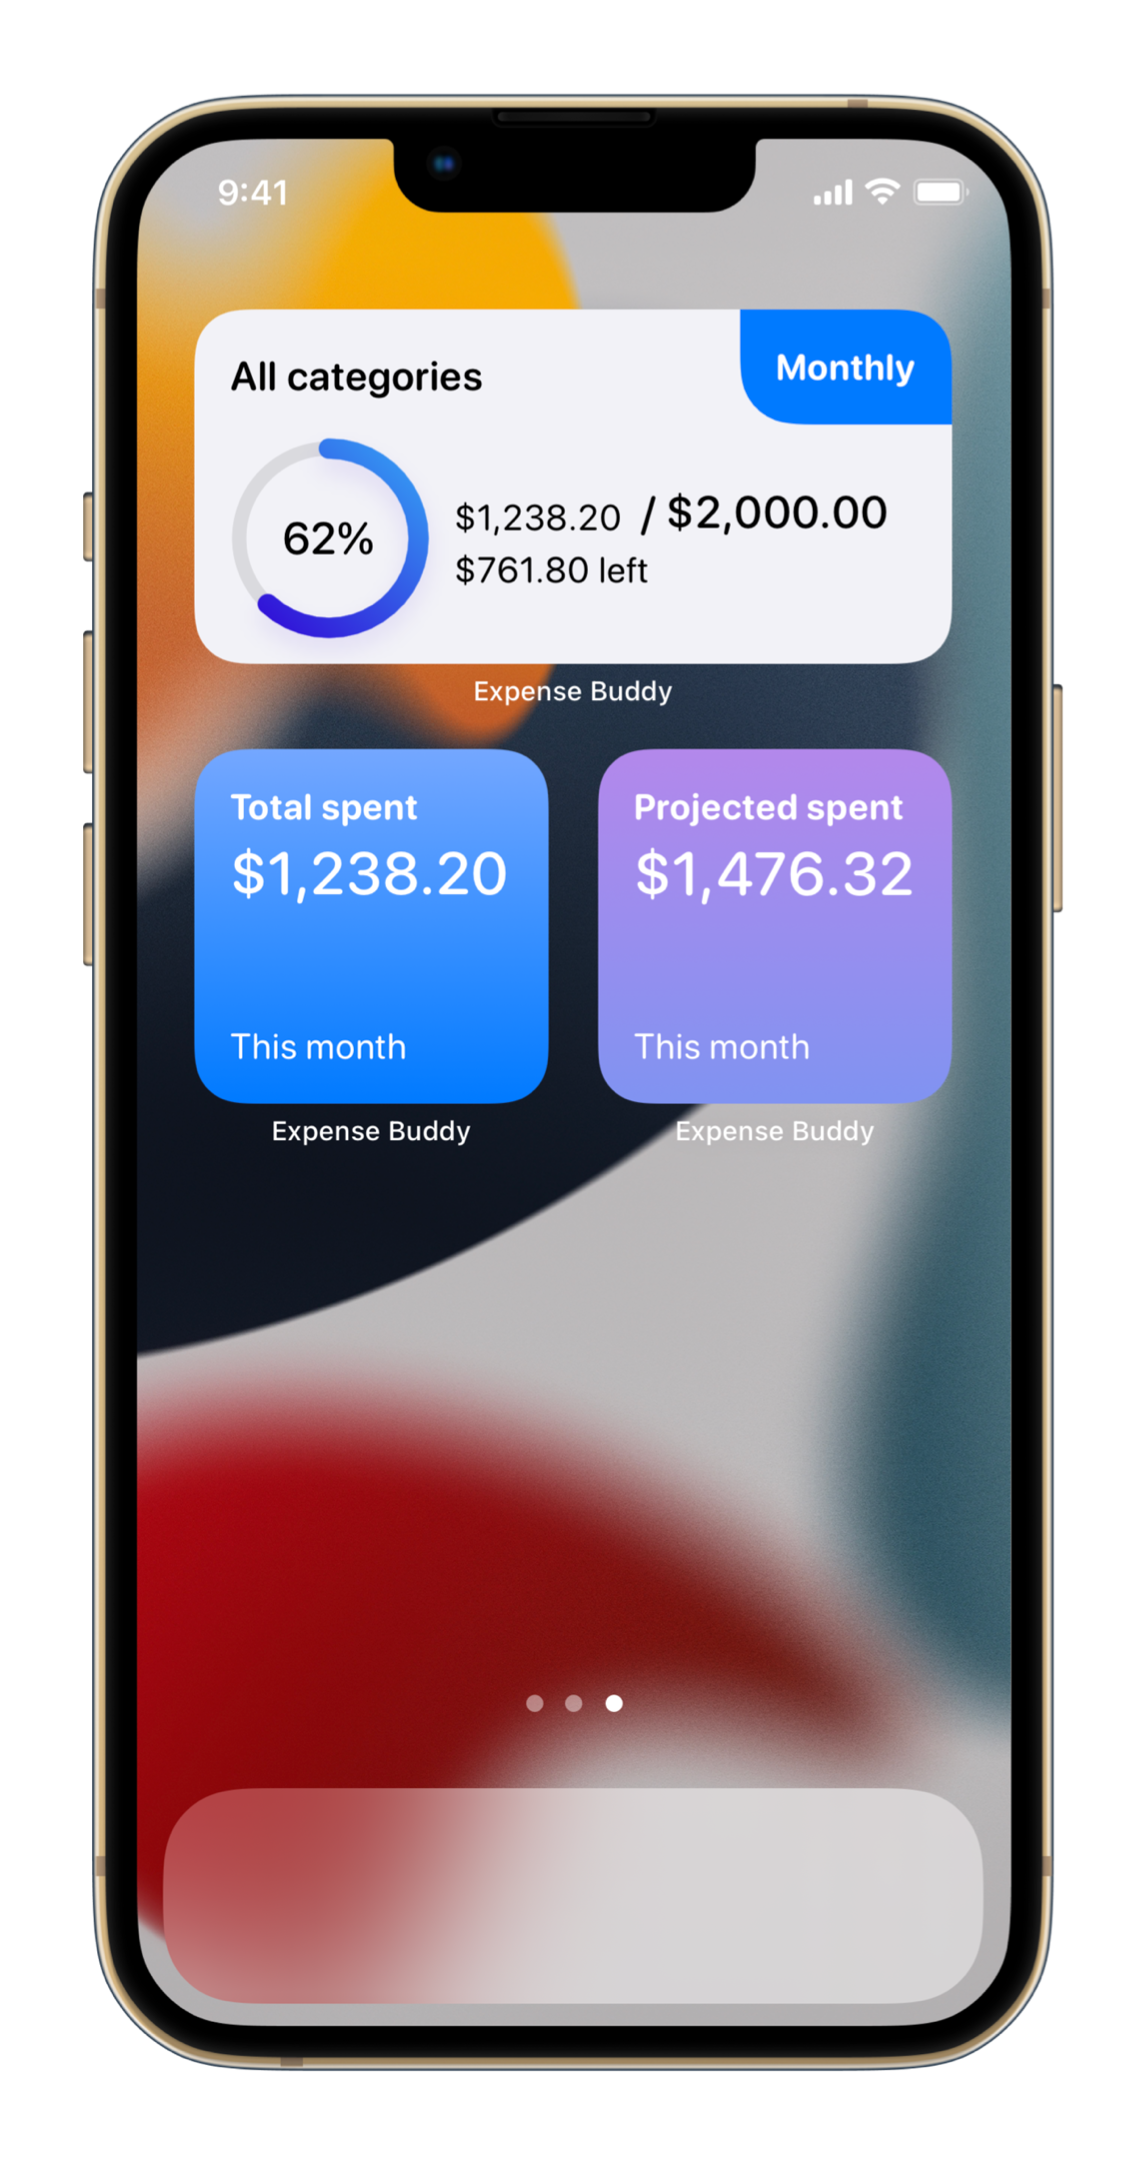 9:41
All categories
Monthly
62%
$1,238.20 / $2,000.00
$761.80 left
Expense Buddy
Total spent
$1,238.20
This month
Expense Buddy
Projected spent
$1,476.32
This month
Expense Buddy